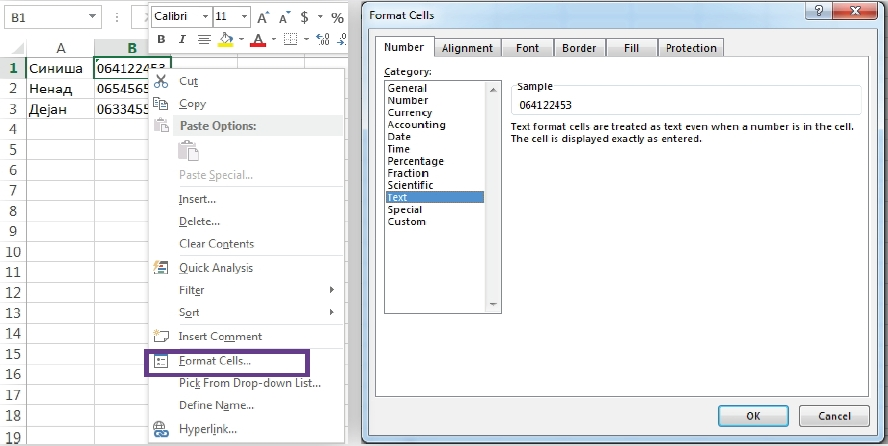 B1
Calibri 11 A A $ %
B I A
A B
1 Синиша 064122453
2 Ненад 0654565
3 Дејан 0633455
4
5
6
7
8
9
10
11
12
13
14
15
16
17
18
19
Cut
Copy
Paste Options:
Paste Special...
Insert...
Delete...
Clear Contents
Quick Analysis
Filter
Sort
Insert Comment
Format Cells...
Pick From Drop-down List...
Define Name...
Hyperlink...
Format Cells
Number Alignment Font Border Fill Protection
Category:
General
Number
Currency
Accounting
Date
Time
Percentage
Fraction
Scientific
Text
Special
Custom
Sample
064122453
Text format cells are treated as text even when a number is in the cell.
The cell is displayed exactly as entered.
OK Cancel